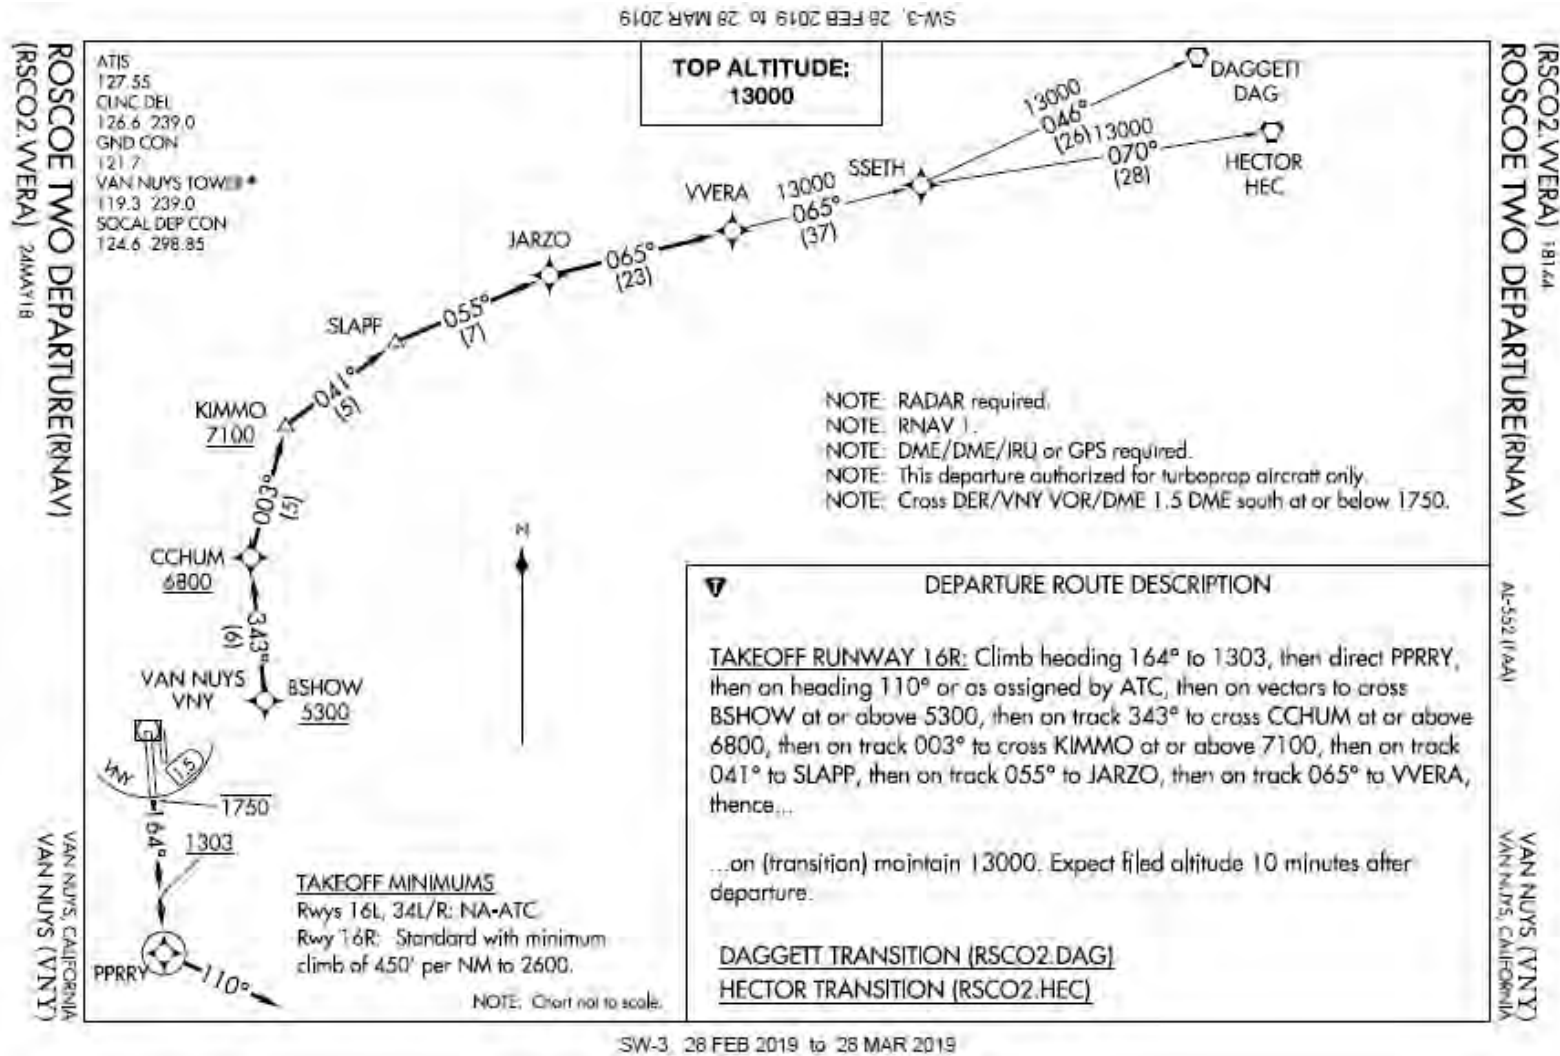 SW-3, 28 FEB 2019 to 28 MAR 2019
(RSCO2.VVERA) 18144
ROSCOE TWO DEPARTURE(RNAV)
AL-552 (FAA)
VAN NUYS (VNY)
VAN NUYS, CALIFORNIA
ATIS
127.55
CLNC DEL
126.6 239.0
GND CON
121.7
VAN NUYS TOWER *
119.3 239.0
SOCAL DEP CON
124.6 298.85
TOP ALTITUDE:
13000
DAGGETT
DAG
13000
046°
(26)
13000
070°
(28)
HECTOR
HEC
SSETH
13000
065°
(37)
VVERA
065°
(23)
JARZO
055°
(7)
SLAPP
041°
(5)
KIMMO
7100
003°
(5)
CCHUM
6800
343°
(6)
VAN NUYS
VNY
BSHOW
5300
VNY
1.5
1750
164°
1303
PPRRY
110°
N
NOTE: RADAR required.
NOTE: RNAV 1.
NOTE: DME/DME/IRU or GPS required.
NOTE: This departure authorized for turboprop aircraft only.
NOTE: Cross DER/VNY VOR/DME 1.5 DME south at or below 1750.
TAKEOFF MINIMUMS
Rwys 16L, 34L/R: NA-ATC
Rwy 16R: Standard with minimum
climb of 450' per NM to 2600.
NOTE: Chart not to scale.
T
DEPARTURE ROUTE DESCRIPTION
TAKEOFF RUNWAY 16R: Climb heading 164° to 1303, then direct PPRRY,
then on heading 110° or as assigned by ATC, then on vectors to cross
BSHOW at or above 5300, then on track 343° to cross CCHUM at or above
6800, then on track 003° to cross KIMMO at or above 7100, then on track
041° to SLAPP, then on track 055° to JARZO, then on track 065° to VVERA,
thence...
...on (transition) maintain 13000. Expect filed altitude 10 minutes after
departure.
DAGGETT TRANSITION (RSCO2.DAG)
HECTOR TRANSITION (RSCO2.HEC)
ROSCOE TWO DEPARTURE(RNAV)
(RSCO2.VVERA) 24MAY18
VAN NUYS, CALIFORNIA
VAN NUYS (VNY)
SW-3, 28 FEB 2019 to 28 MAR 2019